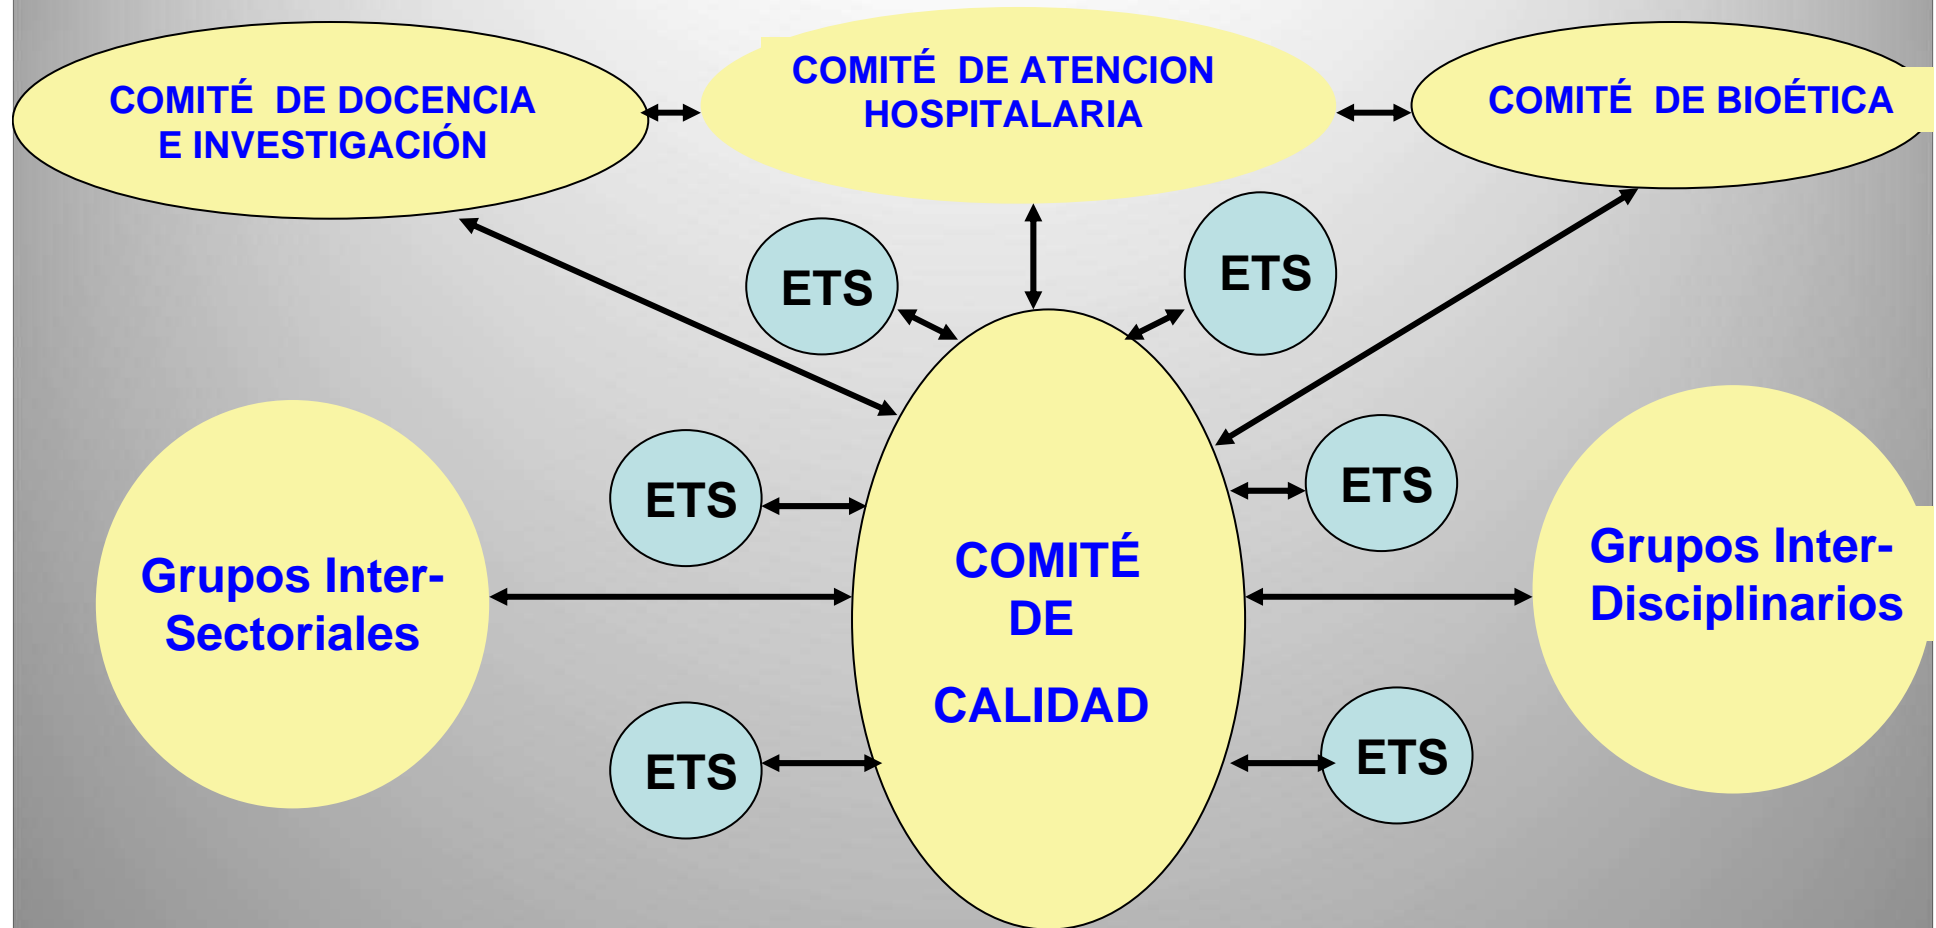 COMITÉ DE DOCENCIA
E INVESTIGACIÓN
COMITÉ DE ATENCION
HOSPITALARIA
COMITÉ DE BIOÉTICA
ETS
ETS
ETS
ETS
Grupos Inter-
Sectoriales
COMITÉ
DE
CALIDAD
Grupos Inter-
Disciplinarios
ETS
ETS